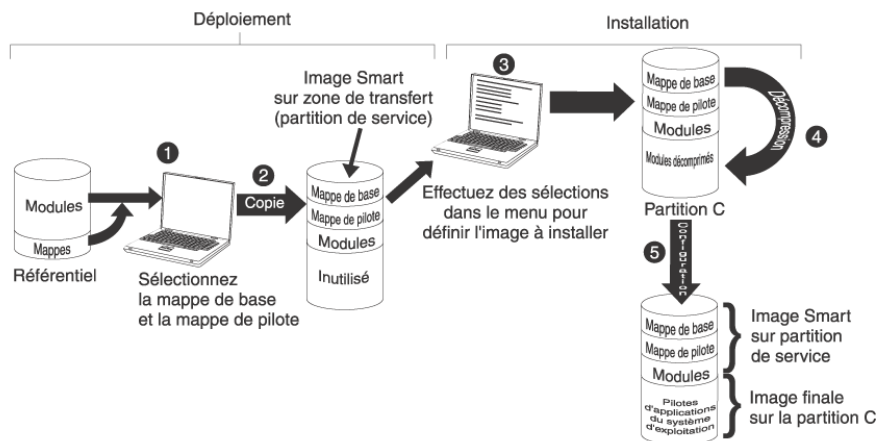 Déploiement
Installation
Image Smart
sur zone de transfert
(partition de service)
1
2
Copie
3
4
5
Modules
Mappes
Référentiel
Sélectionnez
la mappe de base
et la mappe de pilote
Mappe de base
Mappe de pilote
Modules
Inutilisé
Effectuez des sélections
dans le menu pour
définir l'image à installer
Mappe de base
Mappe de pilote
Modules
Modules décomprimés
Partition C
Décompression
Configuration
Mappe de base
Mappe de pilote
Modules
Pilotes
d'applications
du système
d'exploitation
Image Smart
sur partition
de service
Image finale
sur la partition C